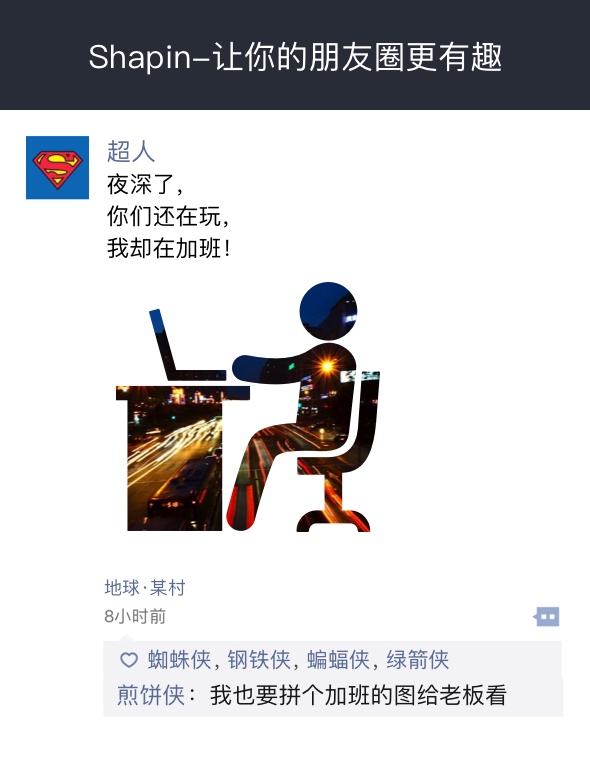 Shapin–让你的朋友圈更有趣
超人
夜深了，
你们还在玩，
我却在加班！
地球·某村
8小时前
蜘蛛侠，钢铁侠，蝙蝠侠，绿箭侠
煎饼侠：我也要拼个加班的图给老板看